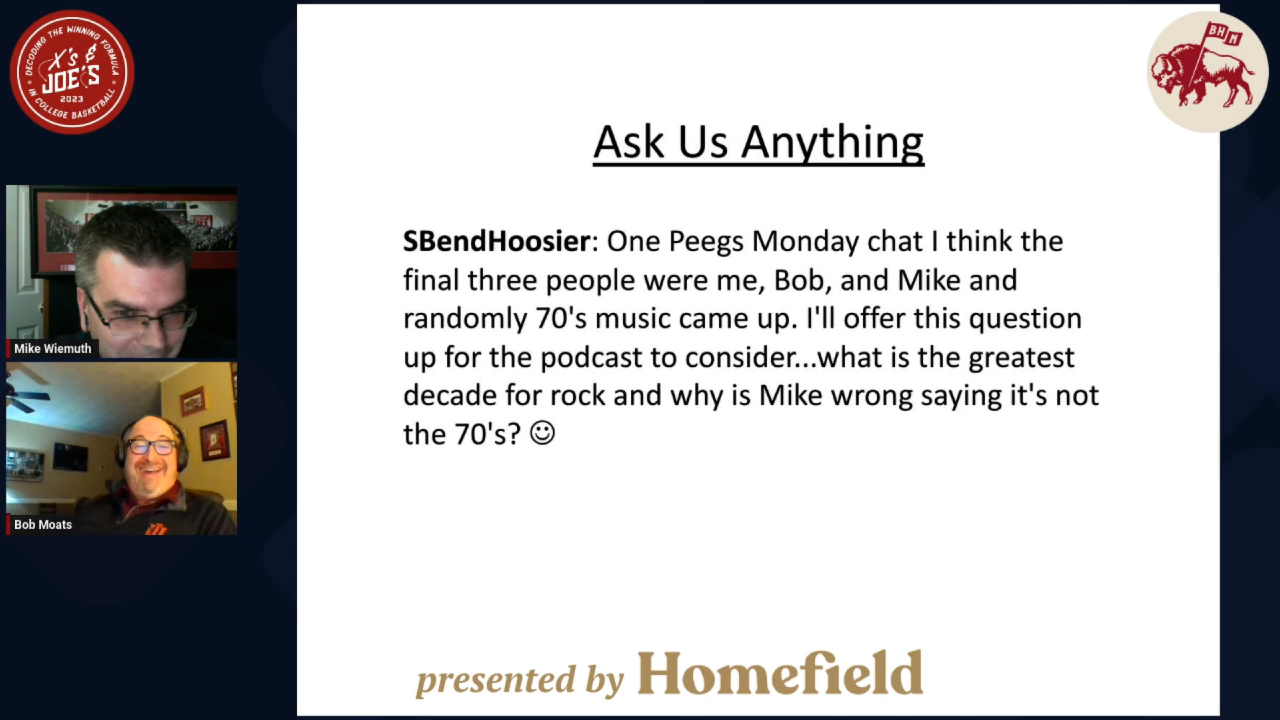 DECODING THE WINNING FORMULA
X's &
JOE'S
2023
IN COLLEGE BASKETBALL
BH
M
Ask Us Anything
SBendHoosier: One Peegs Monday chat I think the
final three people were me, Bob, and Mike and
randomly 70's music came up. I'll offer this question
up for the podcast to consider...what is the greatest
decade for rock and why is Mike wrong saying it's not
the 70's? ☺
Mike Wiemuth
Bob Moats
presented by Homefield